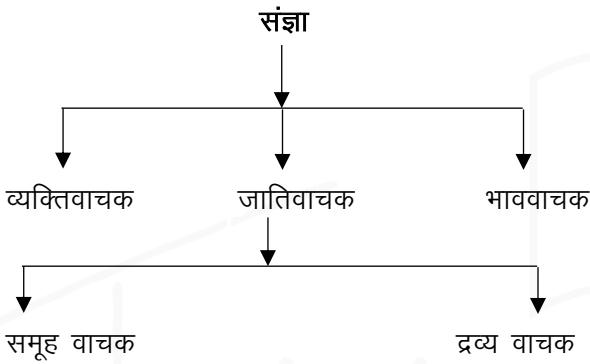 संज्ञा
व्यक्तिवाचक जातिवाचक भाववाचक
समूह वाचक द्रव्य वाचक